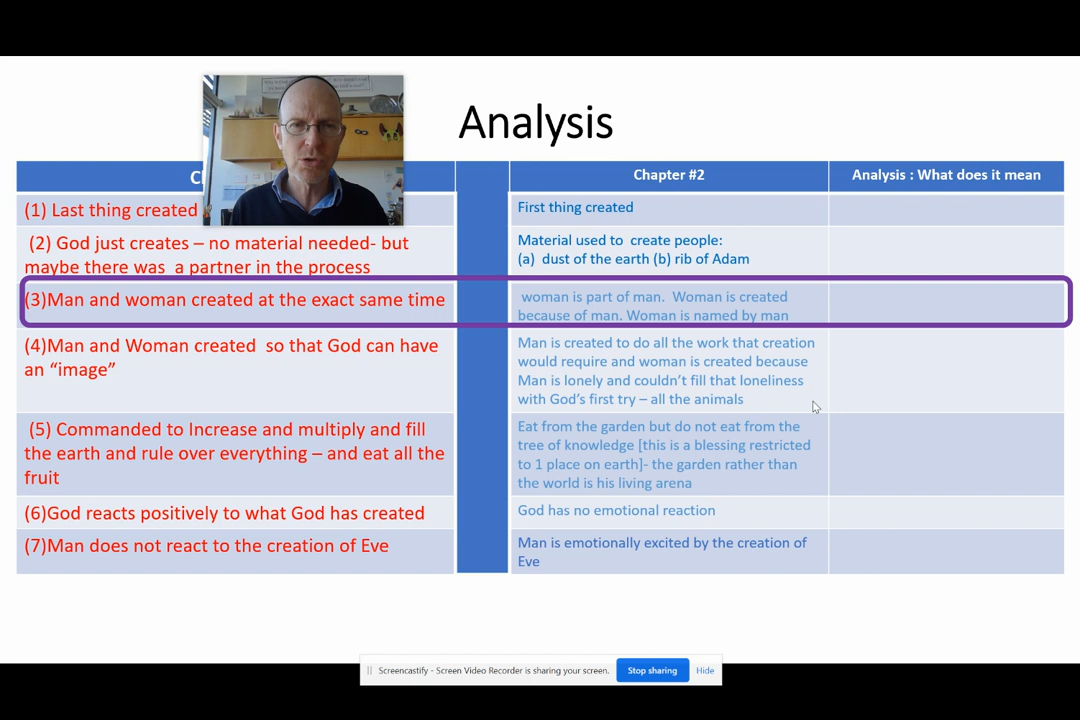 Analysis
Chapter #2
Analysis : What does it mean
(1) Last thing created
First thing created
(2) God just creates – no material needed- but
maybe there was a partner in the process
Material used to create people:
(a) dust of the earth (b) rib of Adam
(3)Man and woman created at the exact same time
woman is part of man. Woman is created
because of man. Woman is named by man
(4)Man and Woman created so that God can have
an “image”
Man is created to do all the work that creation
would require and woman is created because
Man is lonely and couldn’t fill that loneliness
with God’s first try – all the animals
(5) Commanded to Increase and multiply and fill
the earth and rule over everything – and eat all the
fruit
Eat from the garden but do not eat from the
tree of knowledge [this is a blessing restricted
to 1 place on earth]- the garden rather than
the world is his living arena
(6)God reacts positively to what God has created
God has no emotional reaction
(7)Man does not react to the creation of Eve
Man is emotionally excited by the creation of
Eve
Screencastify - Screen Video Recorder is sharing your screen.
Stop sharing
Hide